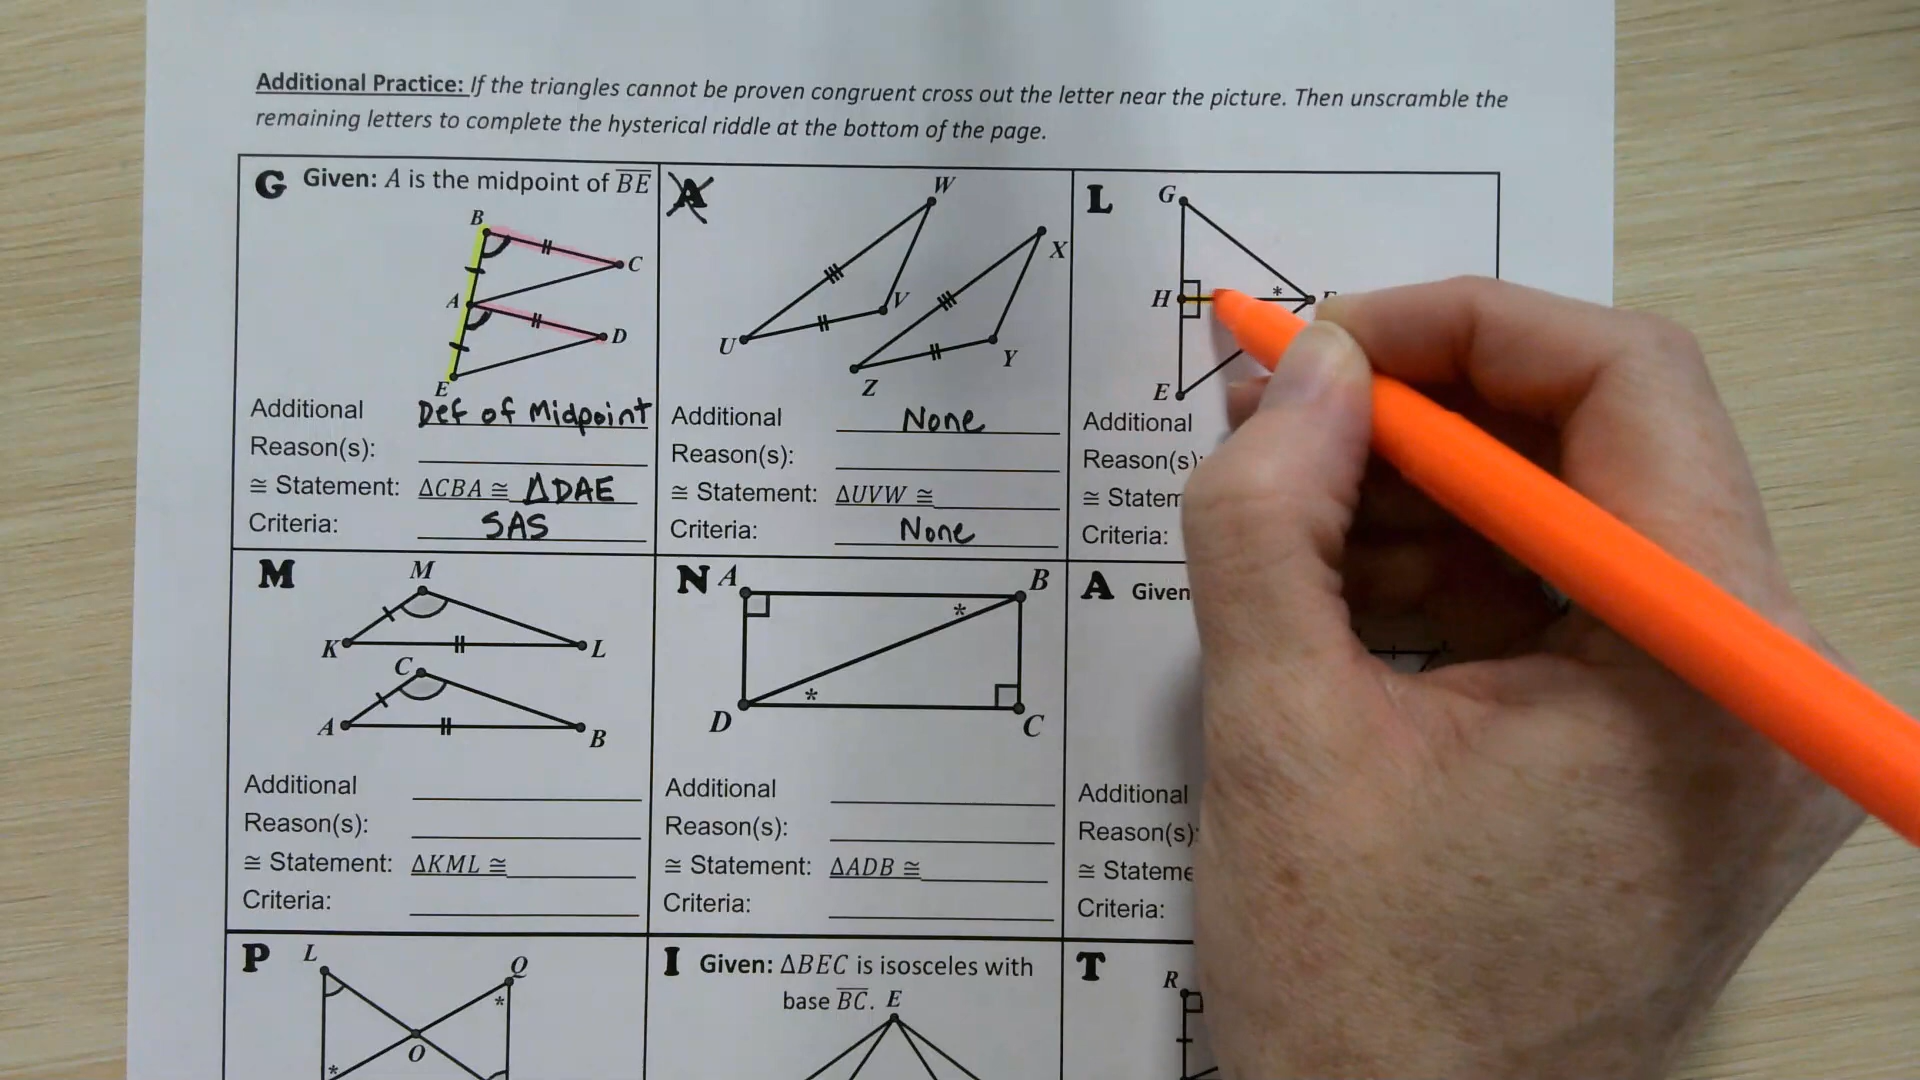 Additional Practice: If the triangles cannot be proven congruent cross out the letter near the picture. Then unscramble the
remaining letters to complete the hysterical riddle at the bottom of the page.
G Given: A is the midpoint of BE
B
C
A
D
E
Additional Def of Midpoint
Reason(s):
≅ Statement: ΔCBA ≅ ΔDAE
Criteria: SAS
A
W
X
V
U
Y
Z
Additional None
Reason(s):
≅ Statement: ΔUVW ≅
Criteria: None
L
G
H
*
E
Additional
Reason(s):
≅
Criteria:
M
M
K
L
C
A
B
Additional
Reason(s):
≅ Statement: ΔKML ≅
Criteria:
N
A
B
*
*
D
C
Additional
Reason(s):
≅ Statement: ΔADB ≅
Criteria:
A Given
Additional
Reason(s):
≅
Criteria:
P
L
Q
*
O
*
I Given: ΔBEC is isosceles with
base BC.
E
T
R